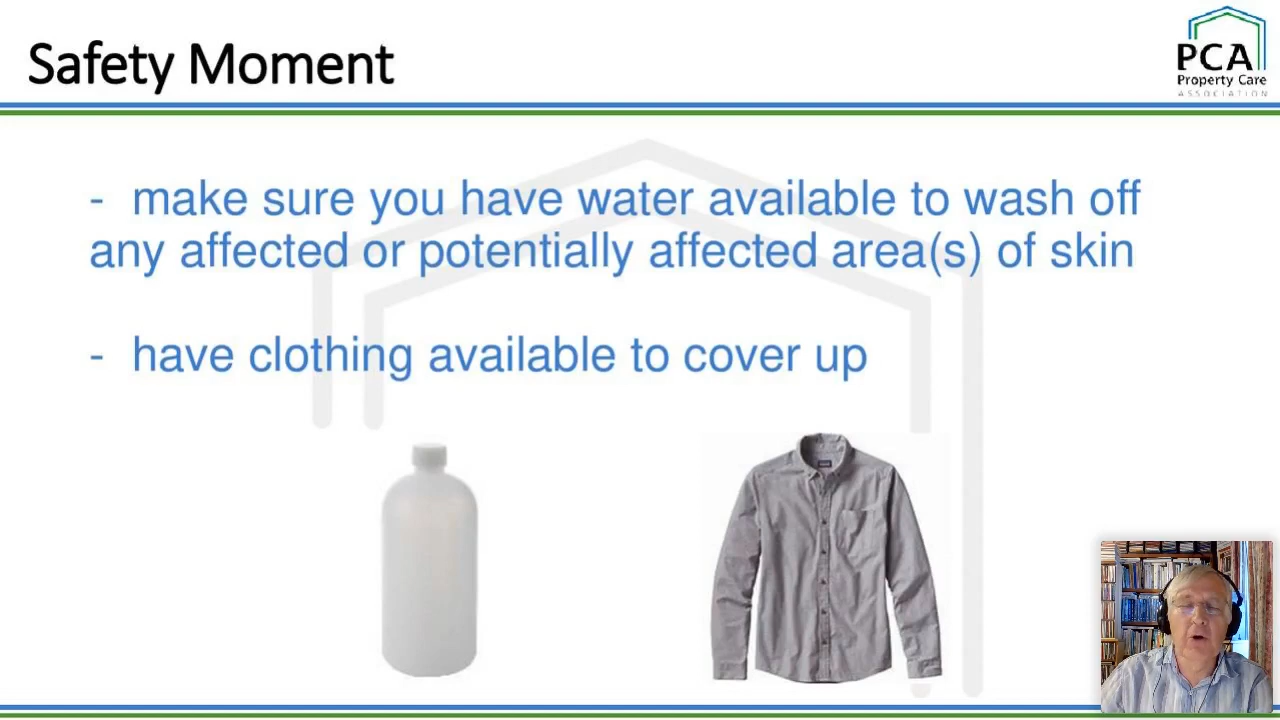 Safety Moment
PCA
Property Care
ASSOCIATION
- make sure you have water available to wash off
any affected or potentially affected area(s) of skin
- have clothing available to cover up